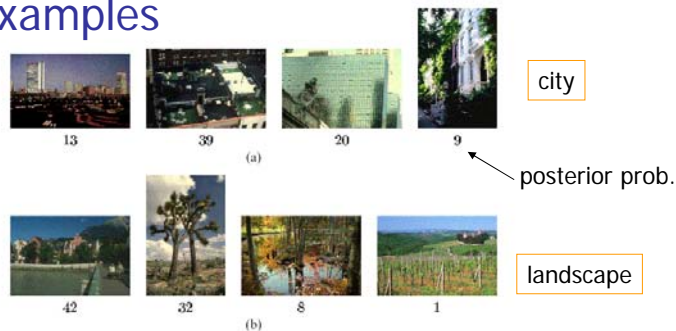 xamples
city
13 39 20 9
(a)
posterior prob.
landscape
42 32 8 1
(b)